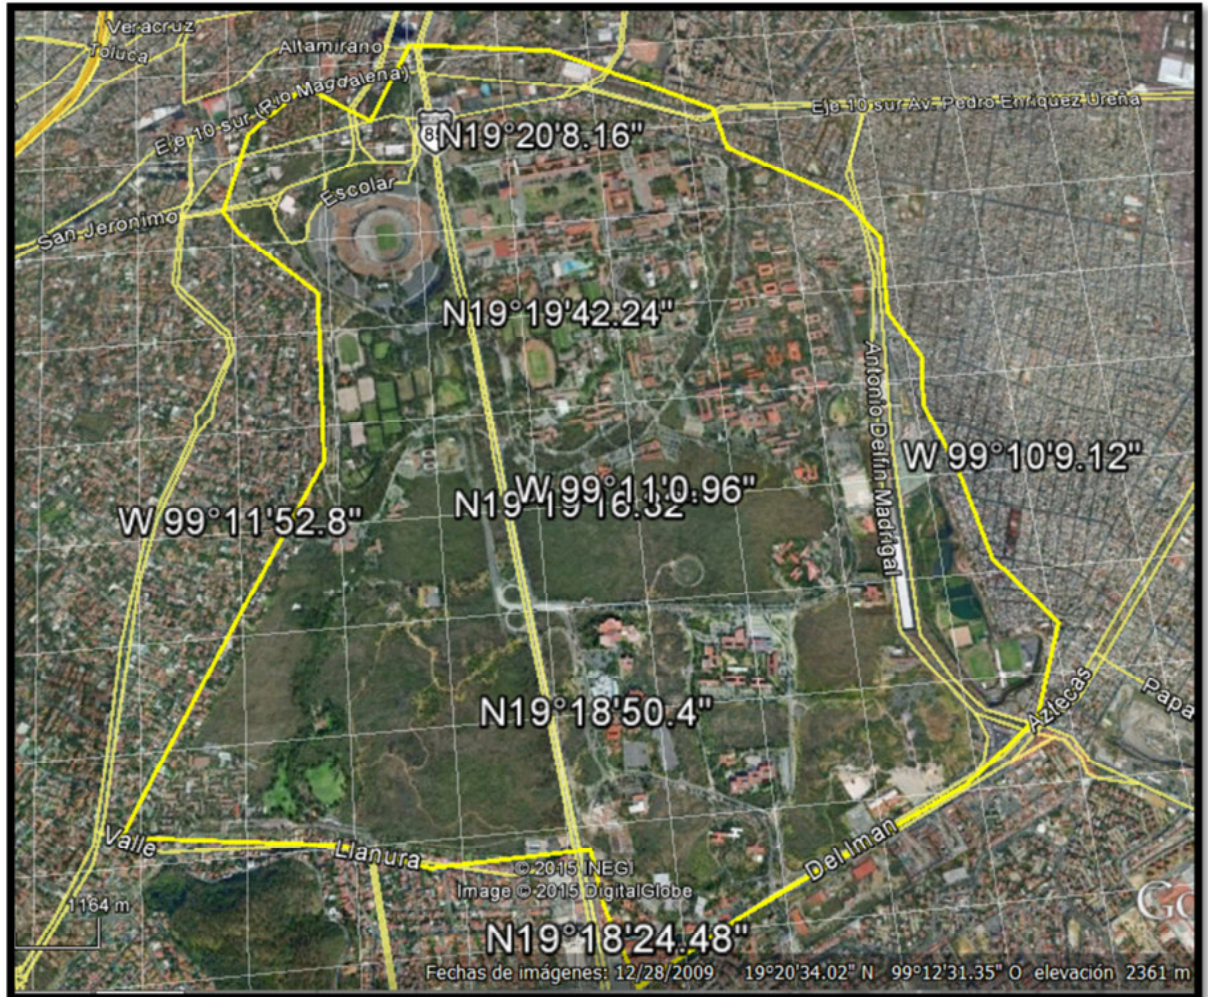 Veracruz
Toluca
Altamirano
Eje 10 sur (Río Magdalena)
Eje 10 sur Av. Pedro Enríquez Ureña
N19°20'8.16"
Escolar
San Jerónimo
N19°19'42.24"
Antonio Delfín Madrigal
W 99°10'9.12"
W 99°11'0.96"
N19°19'16.32"
W 99°11'52.8"
N19°18'50.4"
Aztecas
Papa
Valle
Llanura
Del Iman
© 2015 INEGI
Image © 2015 DigitalGlobe
1164 m
N19°18'24.48"
Fechas de imágenes: 12/28/2009 19°20'34.02" N 99°12'31.35" O elevación 2361 m